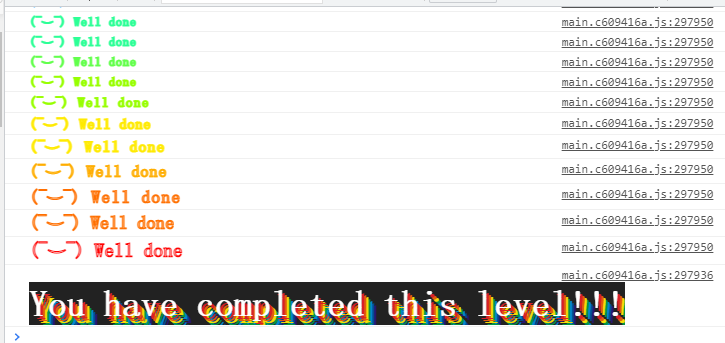 (¯‿¯) Well done main.c609416a.js:297950
(¯‿¯) Well done main.c609416a.js:297950
(¯‿¯) Well done main.c609416a.js:297950
(¯‿¯) Well done main.c609416a.js:297950
(¯‿¯) Well done main.c609416a.js:297950
(¯‿¯) Well done main.c609416a.js:297950
(¯‿¯) Well done main.c609416a.js:297950
(¯‿¯) Well done main.c609416a.js:297950
(¯‿¯) Well done main.c609416a.js:297950
(¯‿¯) Well done main.c609416a.js:297950
(¯‿¯) Well done main.c609416a.js:297950
main.c609416a.js:297936
You have completed this level!!!
>